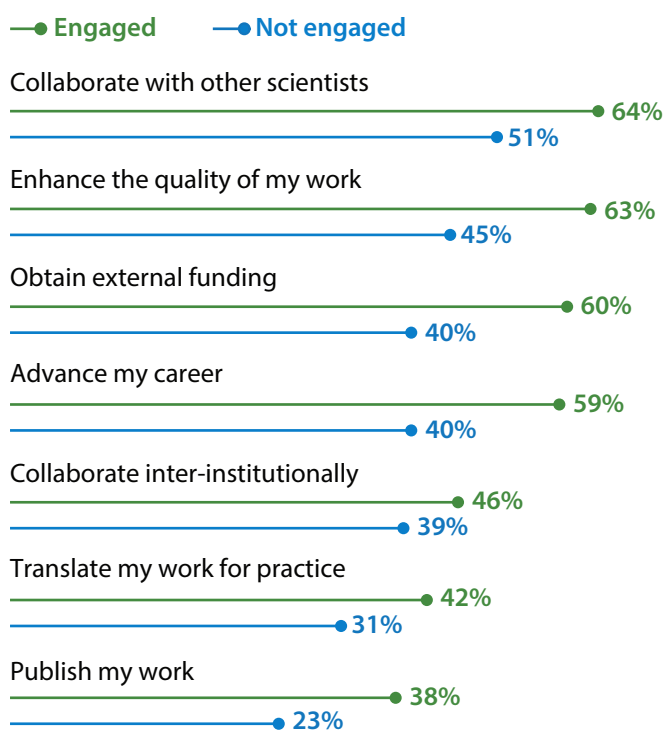 Engaged Not engaged
Collaborate with other scientists
64%
51%
Enhance the quality of my work
63%
45%
Obtain external funding
60%
40%
Advance my career
59%
40%
Collaborate inter-institutionally
46%
39%
Translate my work for practice
42%
31%
Publish my work
38%
23%